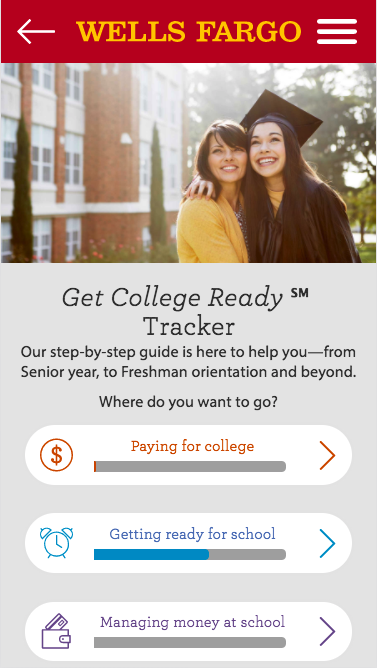 WELLS FARGO
Get College Ready ℠
Tracker
Our step-by-step guide is here to help you—from
Senior year, to Freshman orientation and beyond.
Where do you want to go?
$
Paying for college
Getting ready for school
Managing money at school